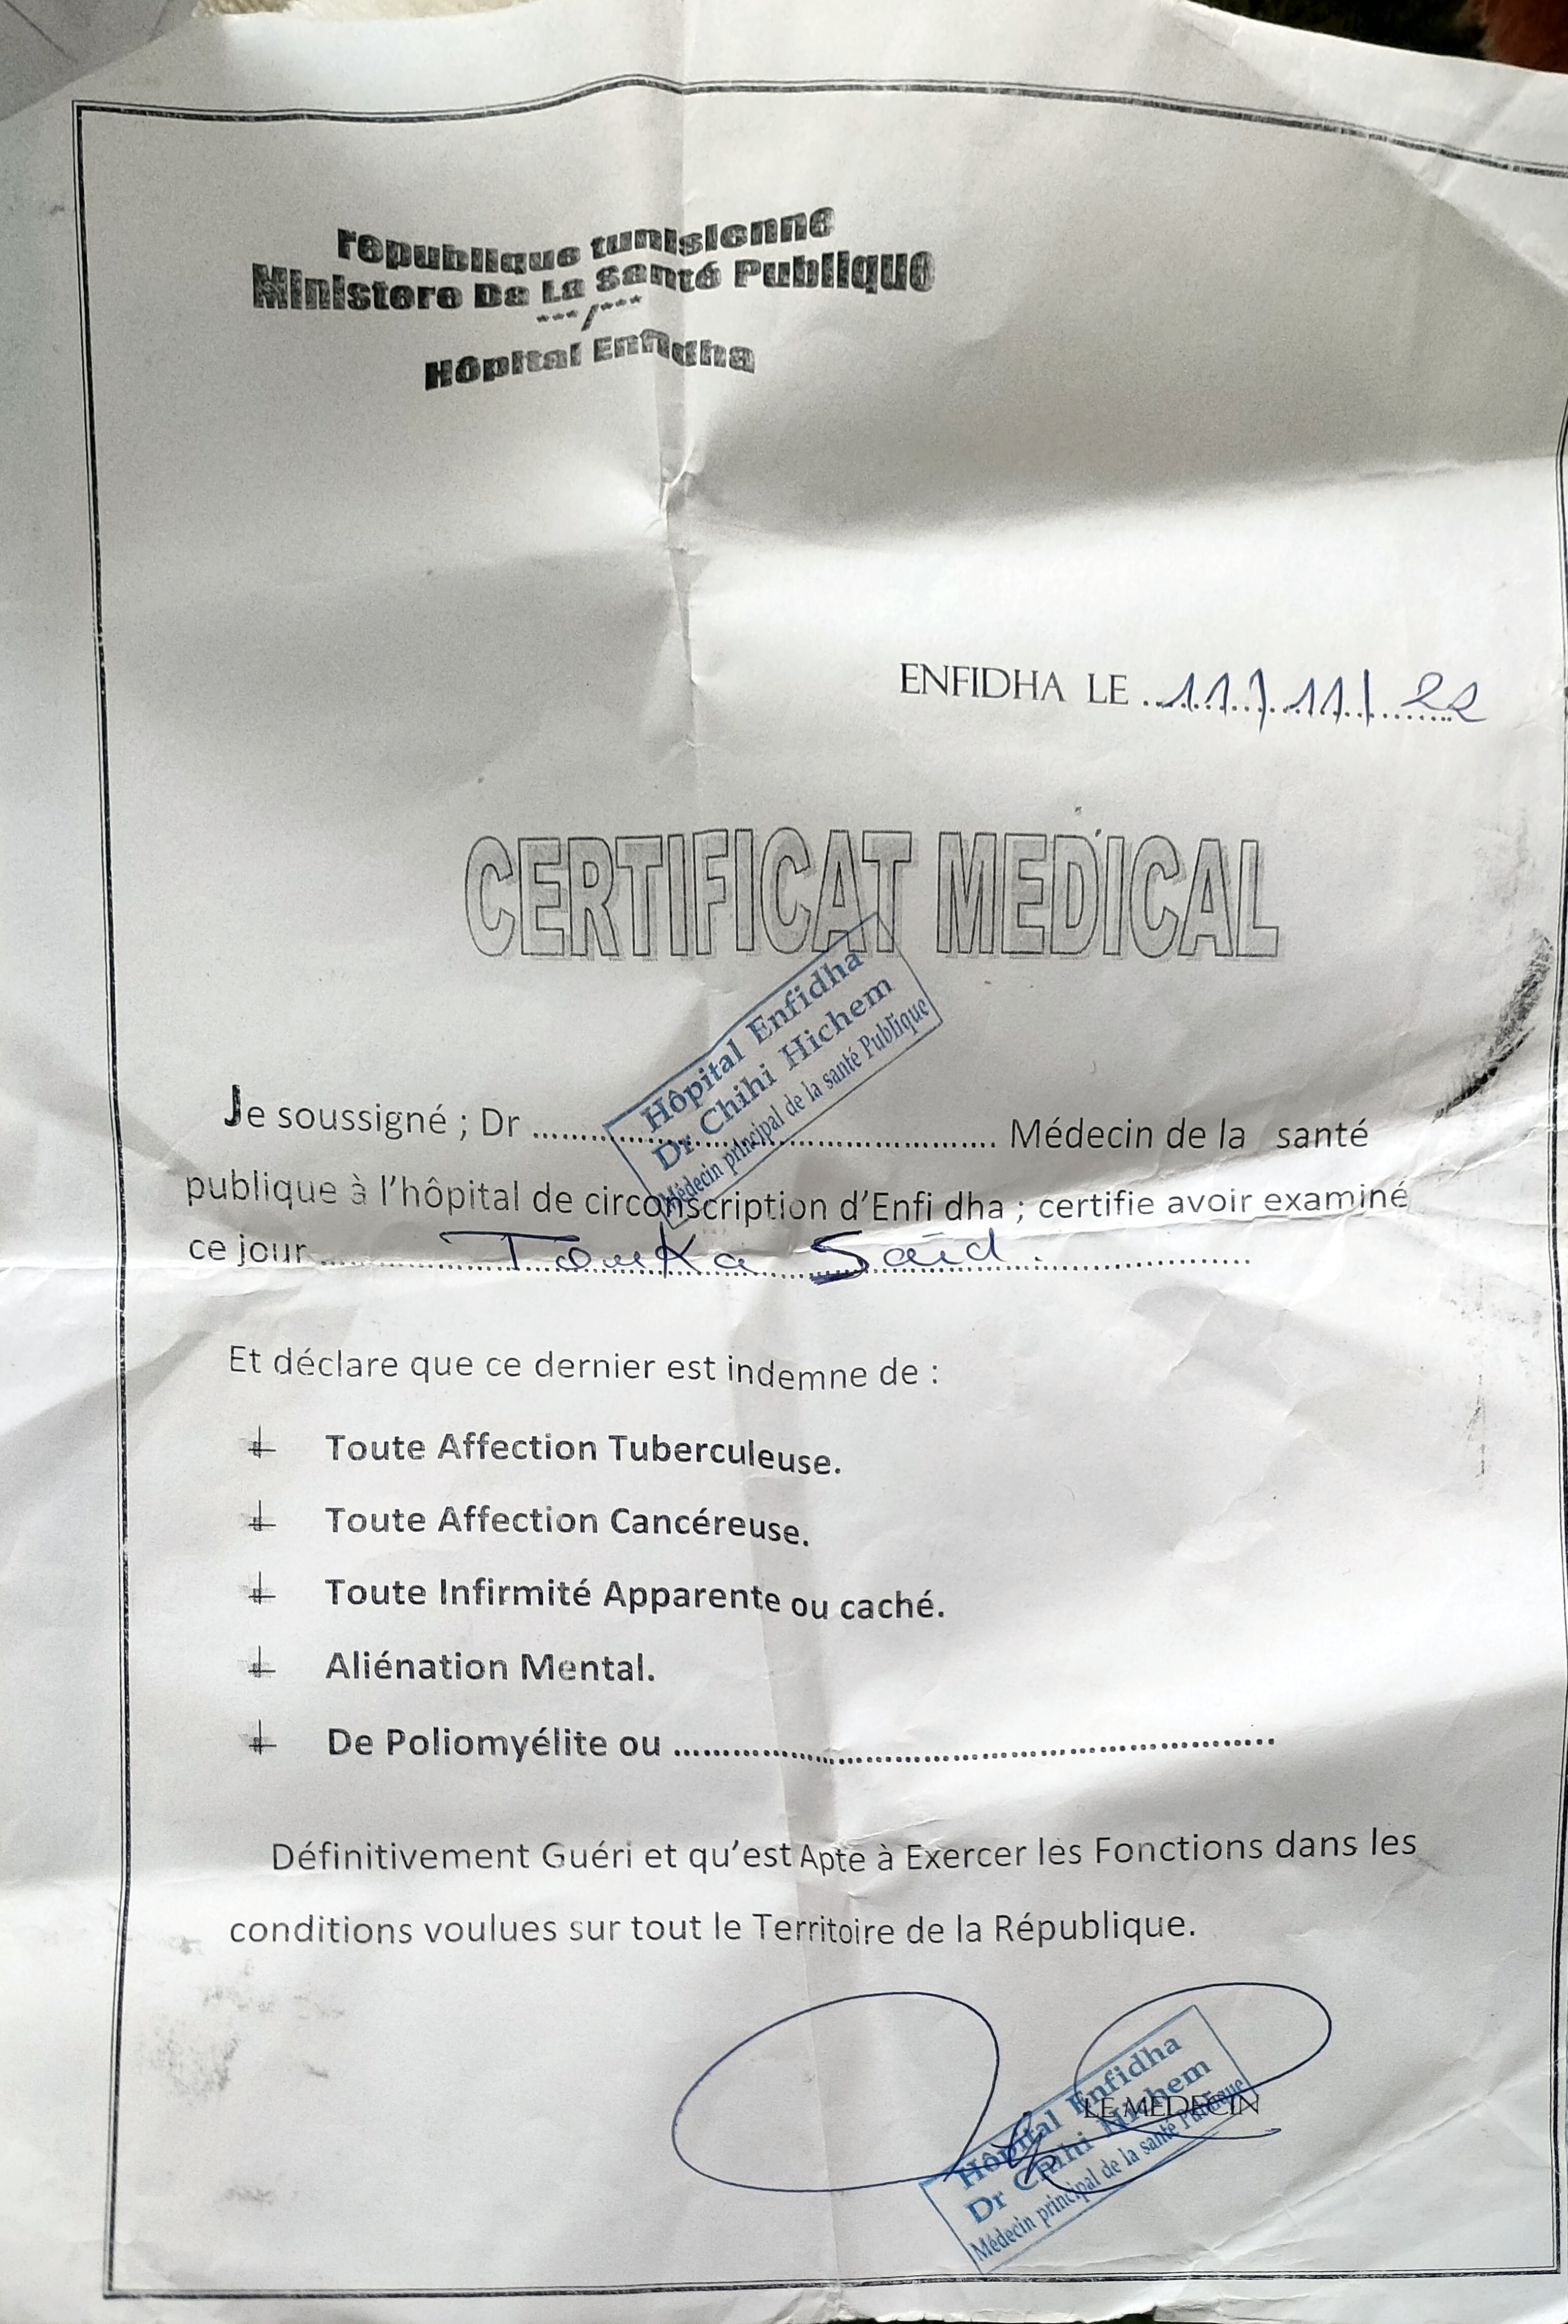 republique tunisienne
Ministere De La Santé Publique
***/***
Hôpital Enfidha
ENFIDHA LE 11/11/22
CERTIFICAT MEDICAL
Hôpital Enfidha
Dr Chihi Hichem
Médecin principal de la santé Publique
Je soussigné ; Dr .................................................. Médecin de la santé
publique à l'hôpital de circonscription d'Enfi dha ; certifie avoir examiné
ce jour Touka Saïd.
Et déclare que ce dernier est indemne de :
Toute Affection Tuberculeuse.
Toute Affection Cancéreuse.
Toute Infirmité Apparente ou caché.
Aliénation Mental.
De Poliomyélite ou ..................................................
Définitivement Guéri et qu'est Apte à Exercer les Fonctions dans les
conditions voulues sur tout le Territoire de la République.
LE MEDECIN
Hôpital Enfidha
Dr Chihi Hichem
Médecin principal de la santé Publique